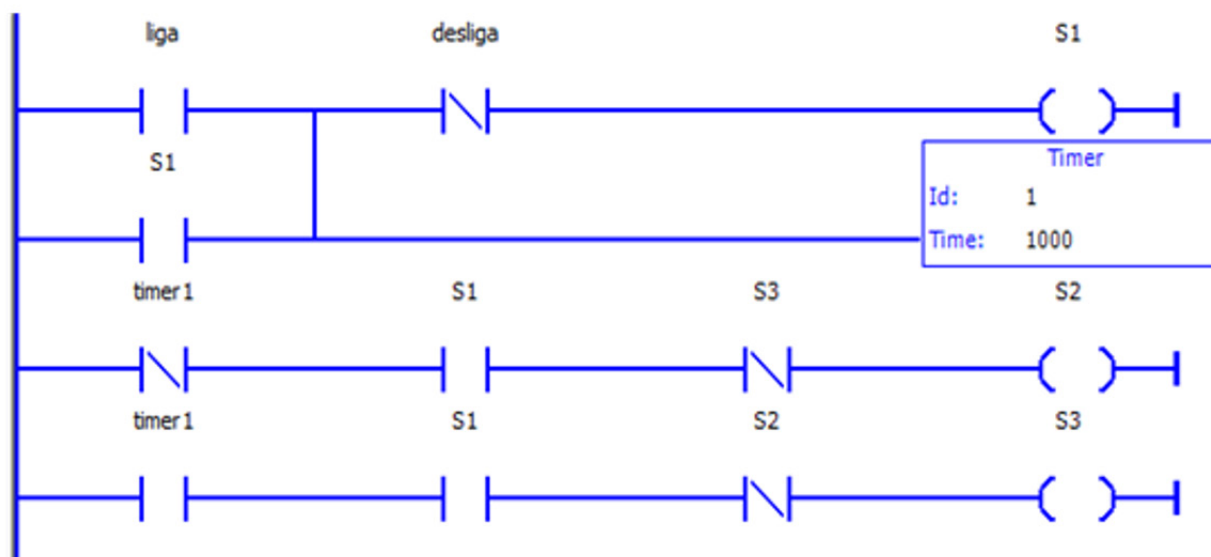 liga desliga S1
S1 Timer
Id: 1
Time: 1000
timer1 S1 S3 S2
timer1 S1 S2 S3